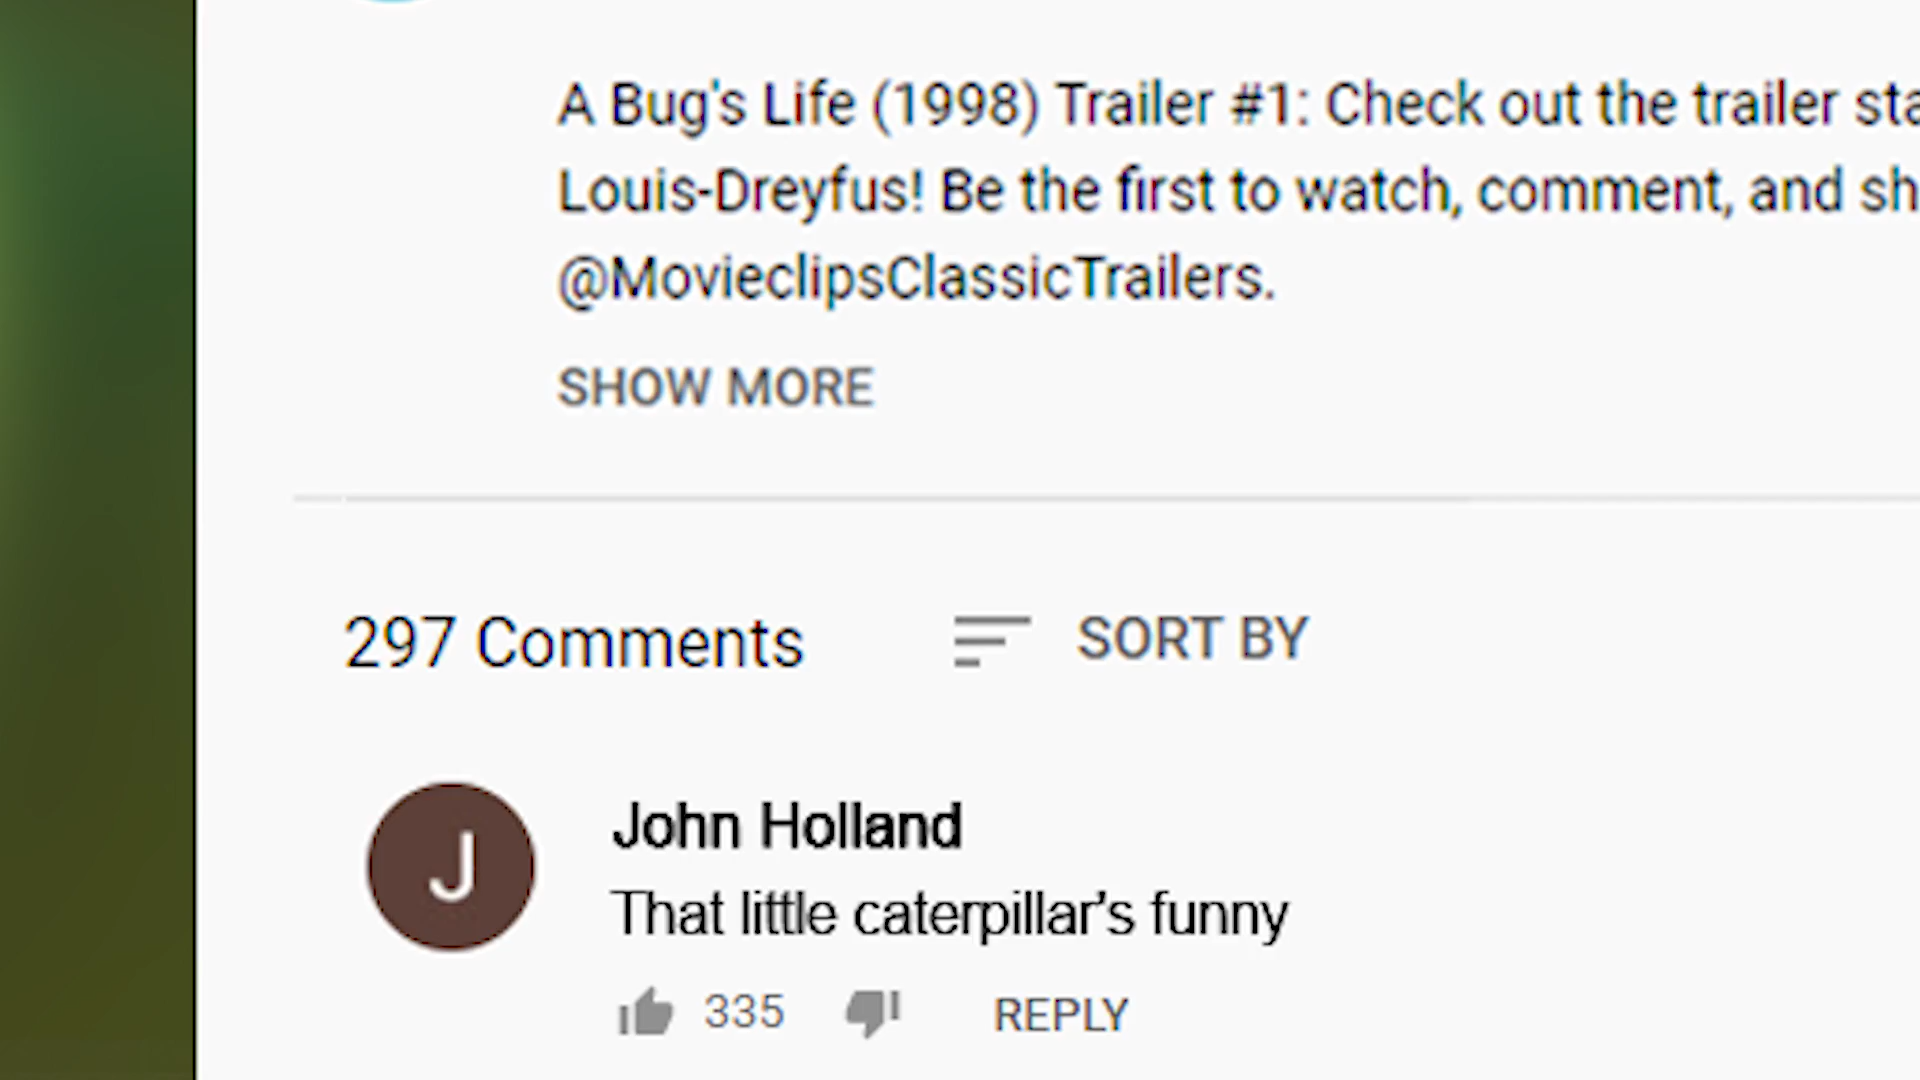 A Bug's Life (1998) Trailer #1: Check out the trailer sta
Louis-Dreyfus! Be the first to watch, comment, and sh
@MovieclipsClassicTrailers.
SHOW MORE
297 Comments
SORT BY
J
John Holland
That little caterpillar's funny
335
REPLY